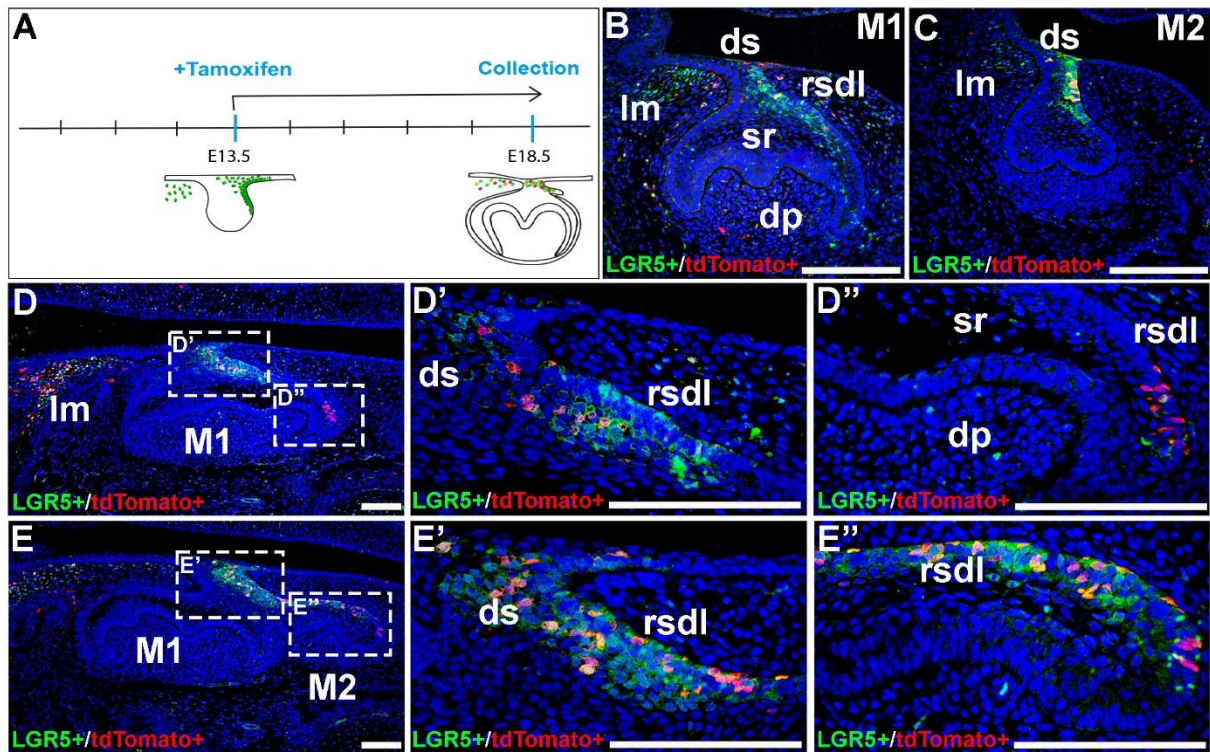 A
+Tamoxifen
Collection
E13.5
E18.5
B
M1
ds
lm
rsdl
sr
dp
LGR5+/tdTomato+
C
M2
ds
lm
LGR5+/tdTomato+
D
D’
D’’
lm
M1
LGR5+/tdTomato+
D’
ds
rsdl
LGR5+/tdTomato+
D’’
sr
rsdl
dp
LGR5+/tdTomato+
E
E’
E’’
M1
M2
LGR5+/tdTomato+
E’
ds
rsdl
LGR5+/tdTomato+
E’’
rsdl
LGR5+/tdTomato+